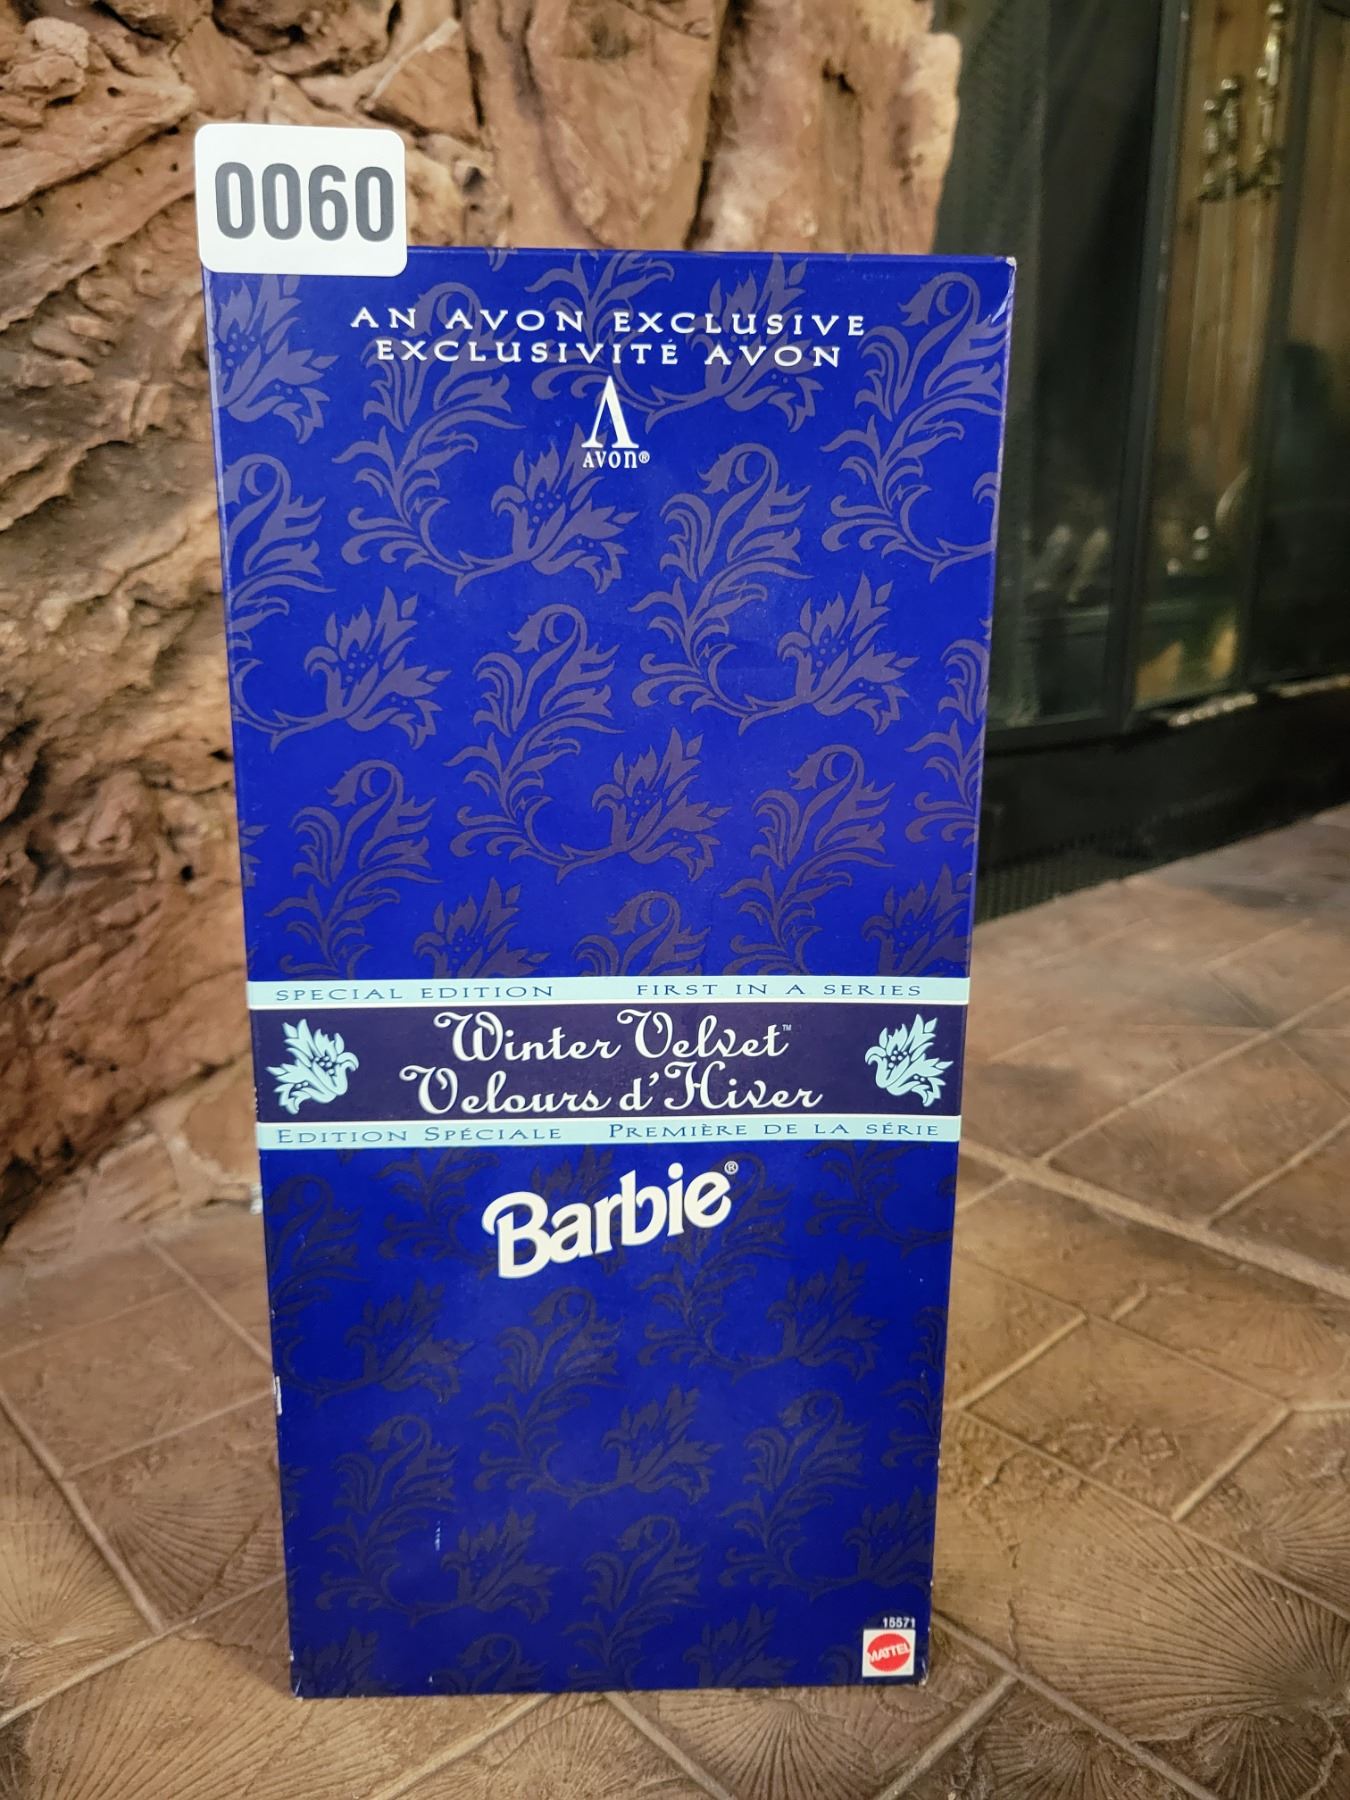 0060
AN AVON EXCLUSIVE
EXCLUSIVITÉ AVON
A
AVON®
SPECIAL EDITION FIRST IN A SERIES
Winter Velvet™
Velours d'Hiver
EDITION SPÉCIALE PREMIÈRE DE LA SÉRIE
Barbie®
15571
MATTEL